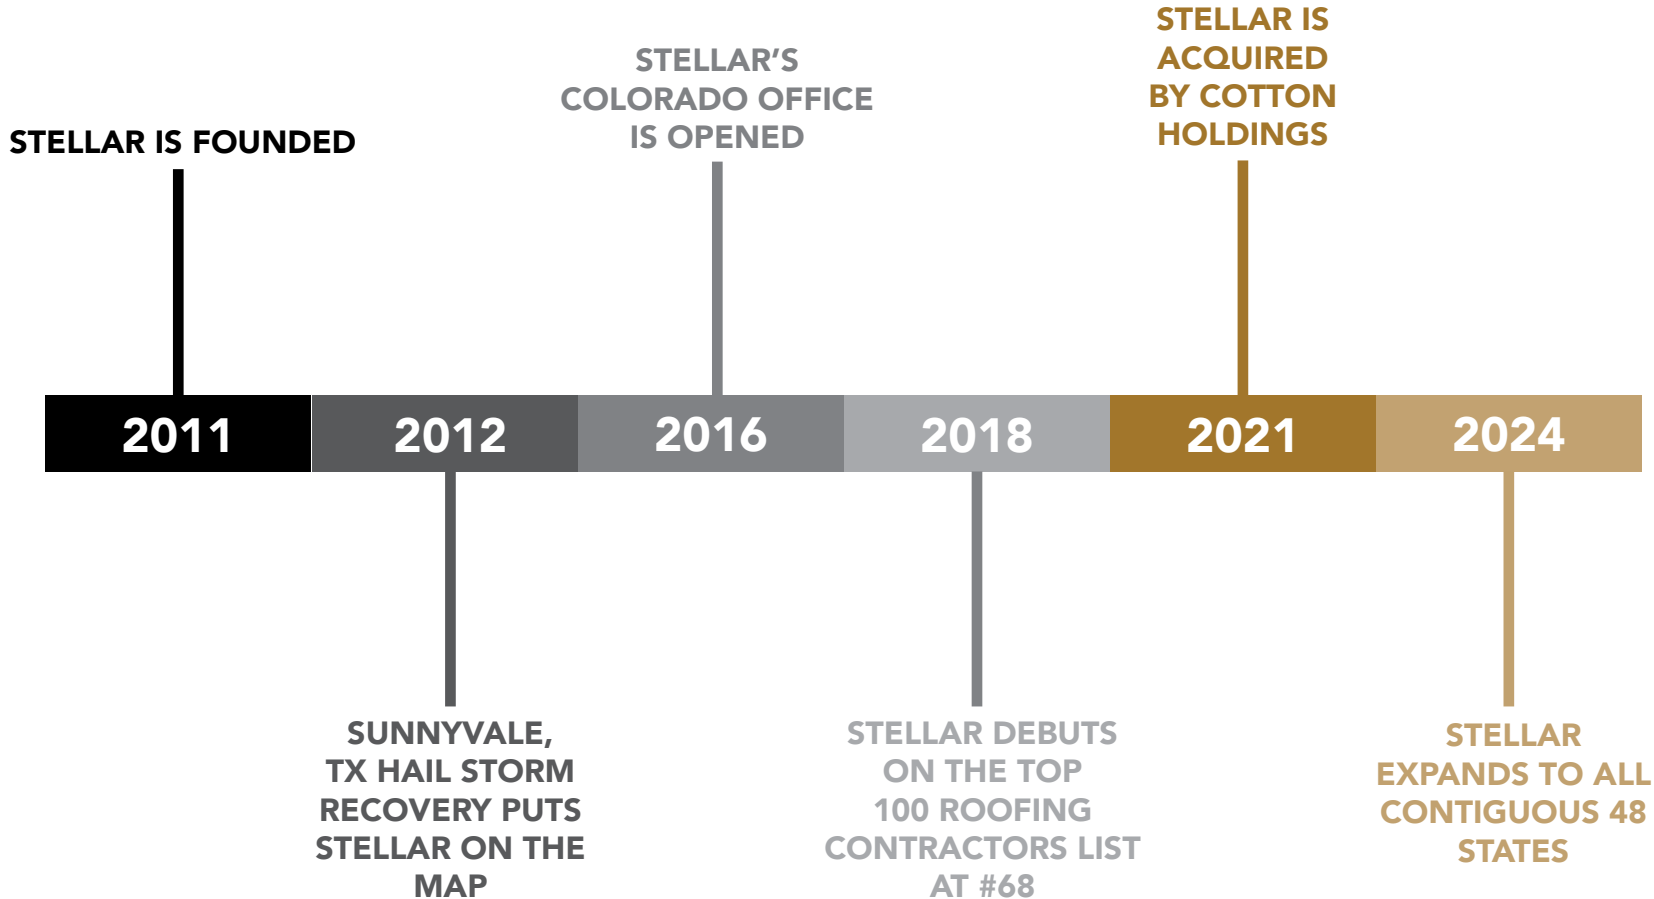 STELLAR IS FOUNDED
STELLAR’S
COLORADO OFFICE
IS OPENED
STELLAR IS
ACQUIRED
BY COTTON
HOLDINGS
2011
2012
2016
2018
2021
2024
SUNNYVALE,
TX HAIL STORM
RECOVERY PUTS
STELLAR ON THE
MAP
STELLAR DEBUTS
ON THE TOP
100 ROOFING
CONTRACTORS LIST
AT #68
STELLAR
EXPANDS TO ALL
CONTIGUOUS 48
STATES